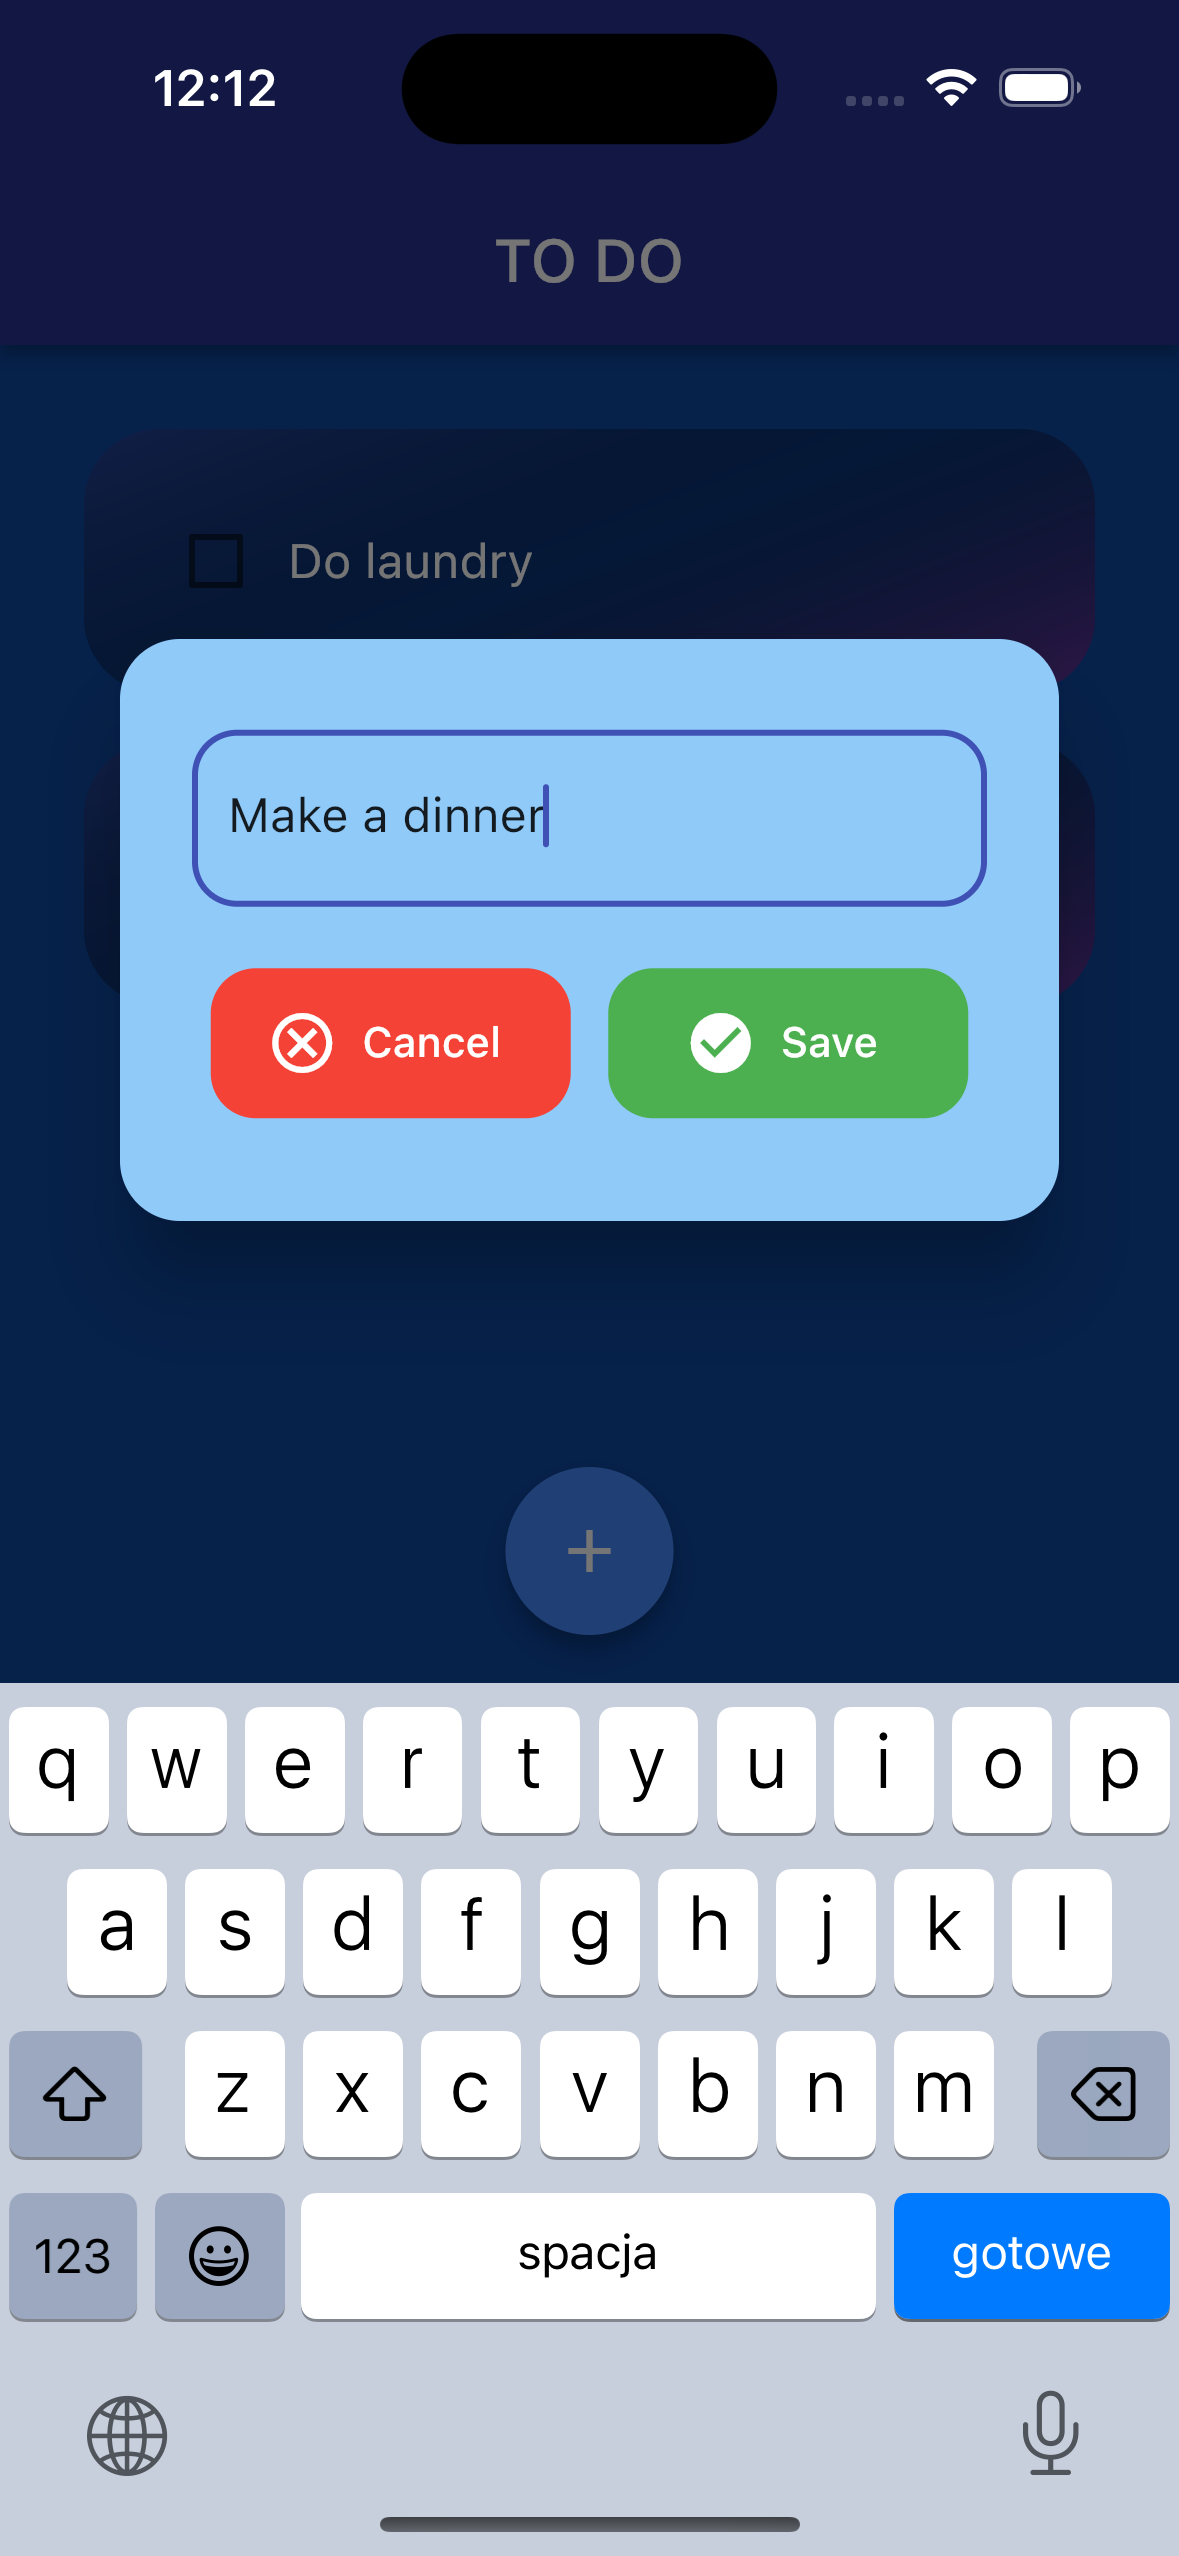 12:12
TO DO
Do laundry
Make a dinner
Cancel Save
q w e r t y u i o p
a s d f g h j k l
z x c v b n m
123 spacja gotowe